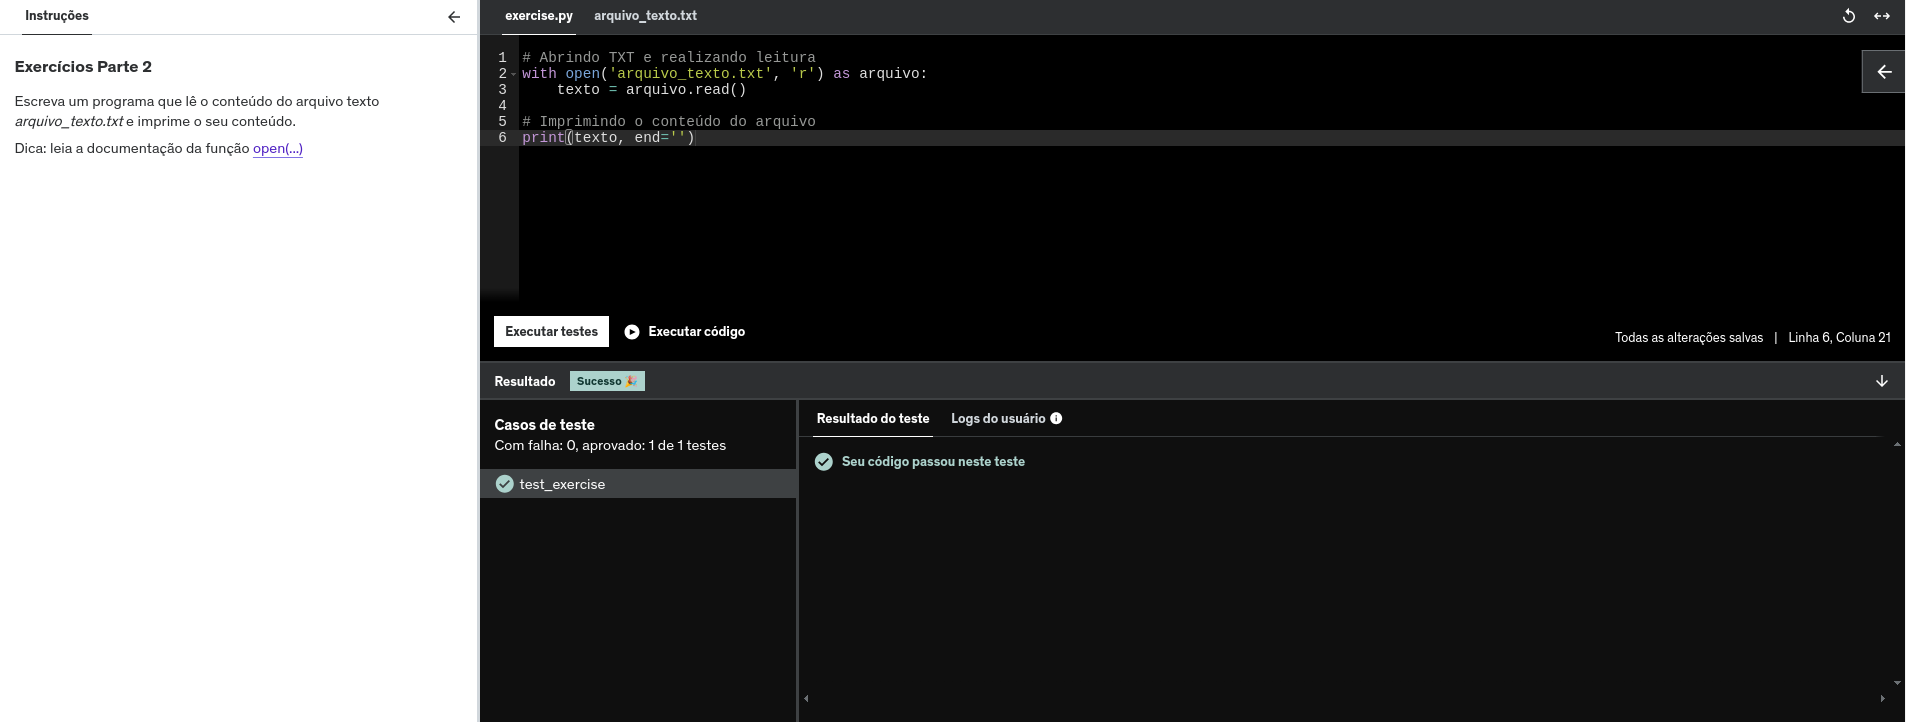 Instruções
Exercícios Parte 2
Escreva um programa que lê o conteúdo do arquivo texto
arquivo_texto.txt e imprime o seu conteúdo.
Dica: leia a documentação da função open(...)
exercise.py arquivo_texto.txt
1 # Abrindo TXT e realizando leitura
2 with open('arquivo_texto.txt', 'r') as arquivo:
3     texto = arquivo.read()
4
5 # Imprimindo o conteúdo do arquivo
6 print(texto, end='')
Executar testes Executar código
Todas as alterações salvas | Linha 6, Coluna 21
Resultado Sucesso 🎉
Casos de teste
Com falha: 0, aprovado: 1 de 1 testes
test_exercise
Resultado do teste Logs do usuário
Seu código passou neste teste